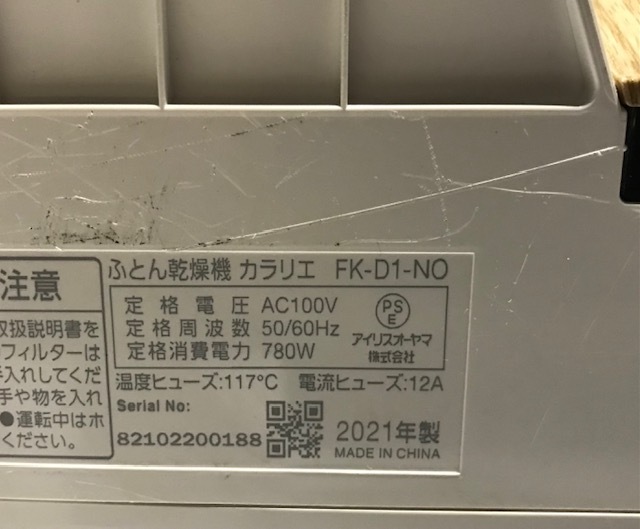 注意
取扱説明書を
フィルターは
手入れしてくだ
手や物を入れ
●運転中はホ
ください。
ふとん乾燥機 カラリエ FK-D1-NO
定格電圧 AC100V
定格周波数 50/60Hz
定格消費電力 780W
PS
E
アイリスオーヤマ
株式会社
温度ヒューズ:117°C 電流ヒューズ:12A
Serial No:
82102200188
2021年製
MADE IN CHINA